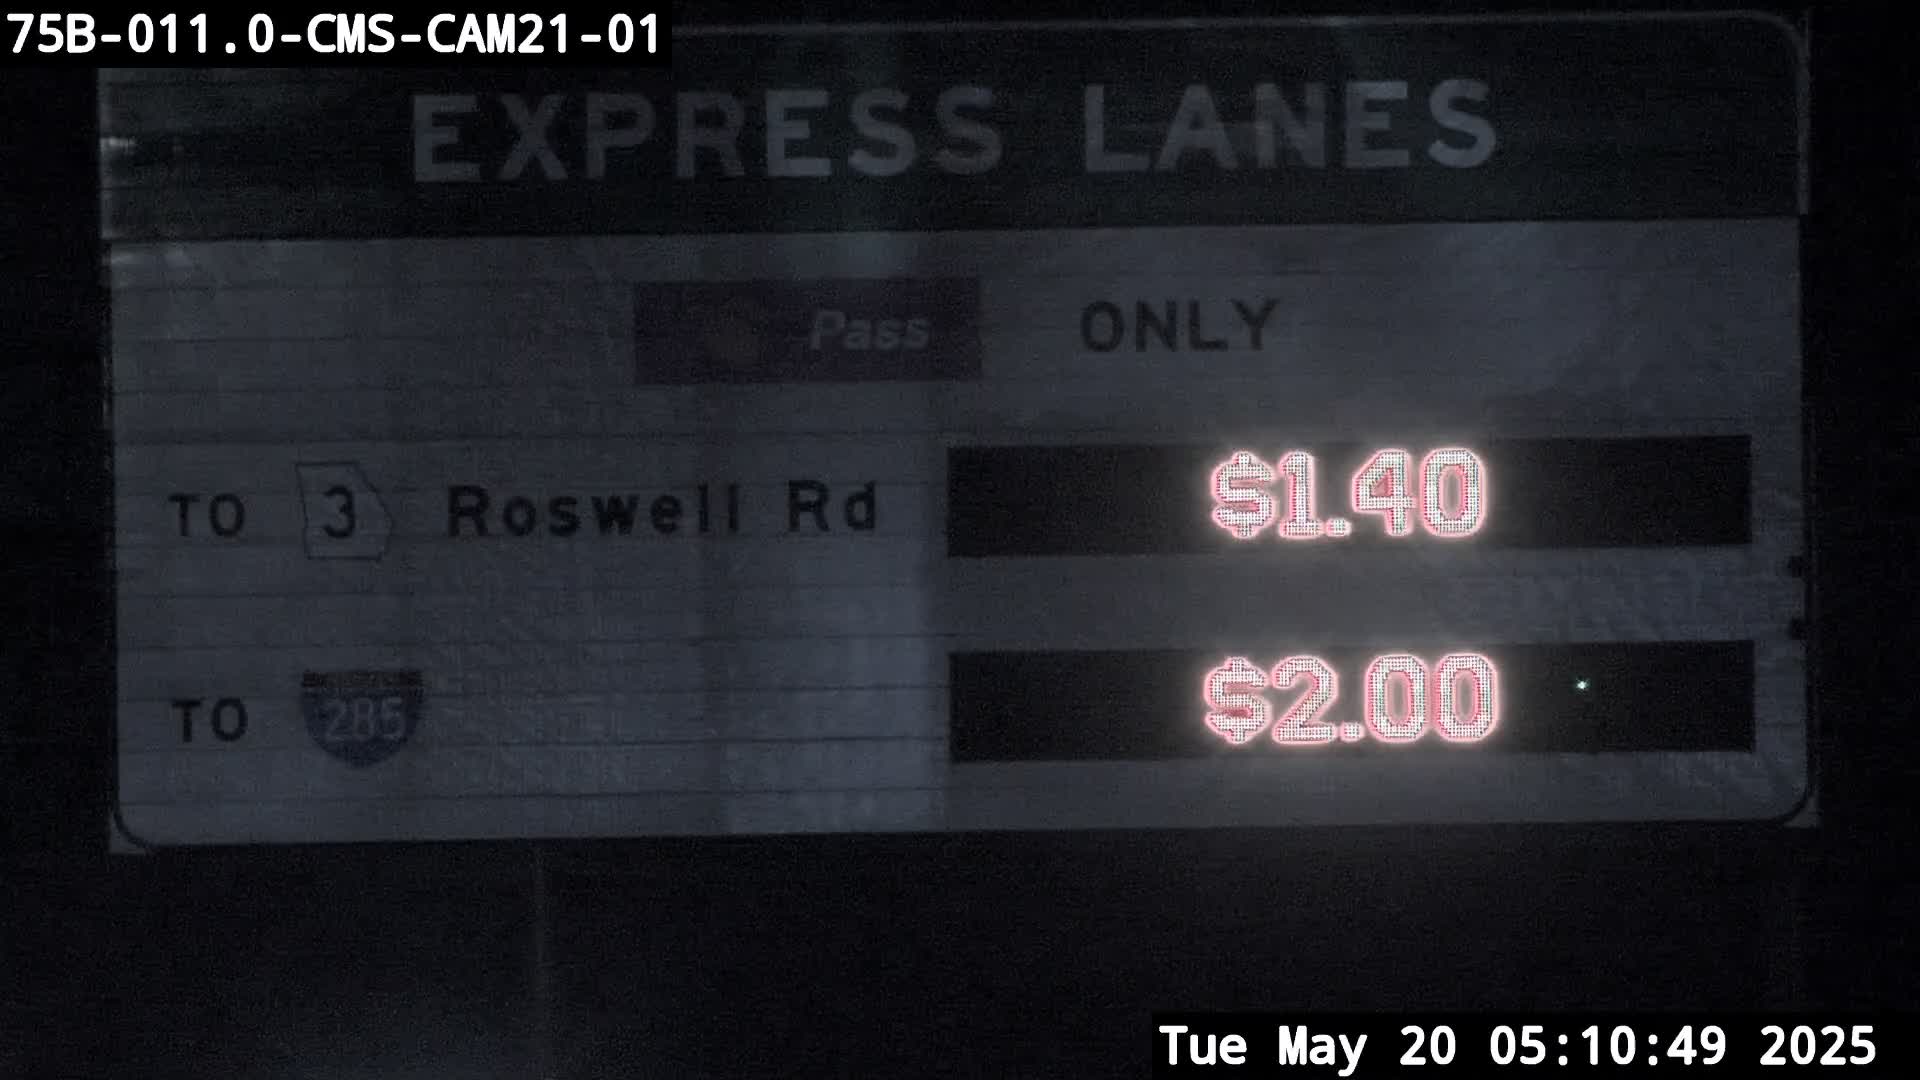 75B-011.0-CMS-CAM21-01
EXPRESS LANES
Pass ONLY
TO 3 Roswell Rd $1.40
TO 285 $2.00
Tue May 20 05:10:49 2025